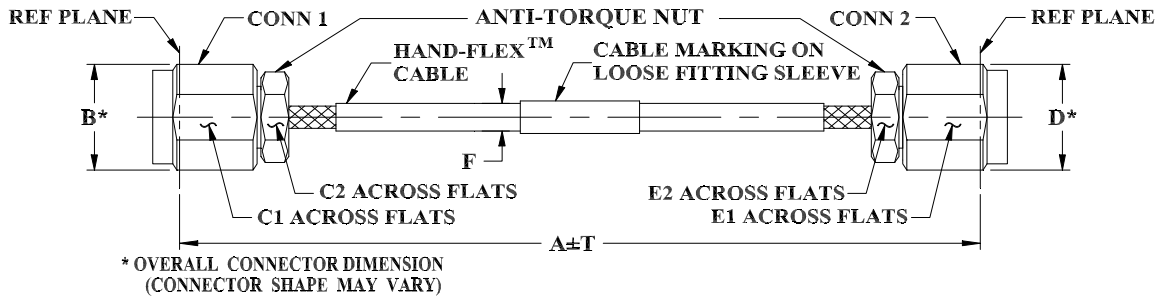 REF PLANE
CONN 1
ANTI-TORQUE NUT
CONN 2
REF PLANE
HAND-FLEX™
CABLE
CABLE MARKING ON
LOOSE FITTING SLEEVE
B*
D*
F
C2 ACROSS FLATS
E2 ACROSS FLATS
C1 ACROSS FLATS
E1 ACROSS FLATS
A±T
* OVERALL CONNECTOR DIMENSION
(CONNECTOR SHAPE MAY VARY)